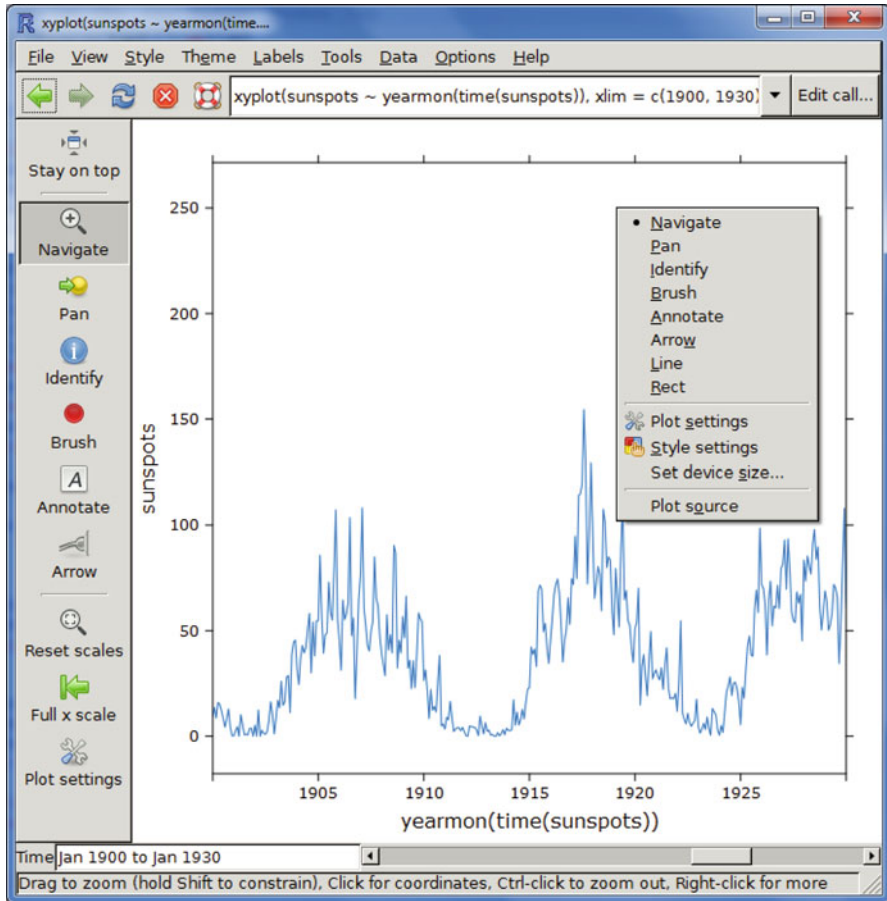 xyplot(sunspots ~ yearmon(time....
File View Style Theme Labels Tools Data Options Help
xyplot(sunspots ~ yearmon(time(sunspots)), xlim = c(1900, 1930) Edit call...
Stay on top
Navigate
Pan
Identify
Brush
Annotate
Arrow
Reset scales
Full x scale
Plot settings
250
200
150
100
50
0
sunspots
1905 1910 1915 1920 1925
yearmon(time(sunspots))
Navigate
Pan
Identify
Brush
Annotate
Arrow
Line
Rect
Plot settings
Style settings
Set device size...
Plot source
Time Jan 1900 to Jan 1930
Drag to zoom (hold Shift to constrain), Click for coordinates, Ctrl-click to zoom out, Right-click for more